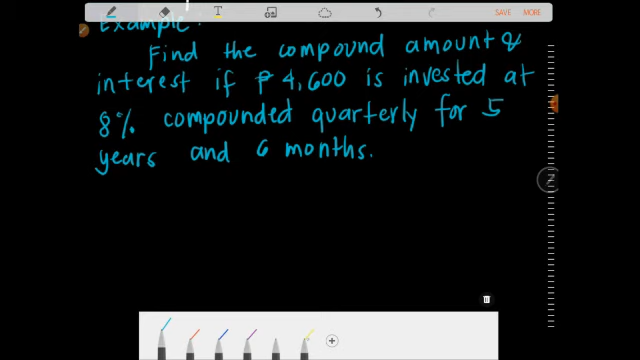 SAVE MORE
Example:
Find the compound amount &
interest if ₱ 4,600 is invested at
8% compounded quarterly for 5
years and 6 months.